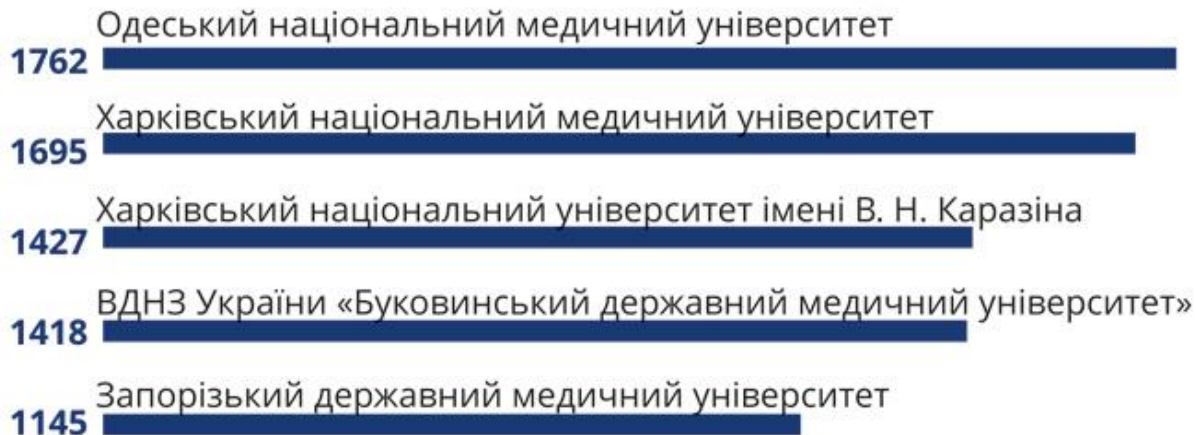 Одеський національний медичний університет
1762
Харківський національний медичний університет
1695
Харківський національний університет імені В. Н. Каразіна
1427
ВДНЗ України «Буковинський державний медичний університет»
1418
Запорізький державний медичний університет
1145